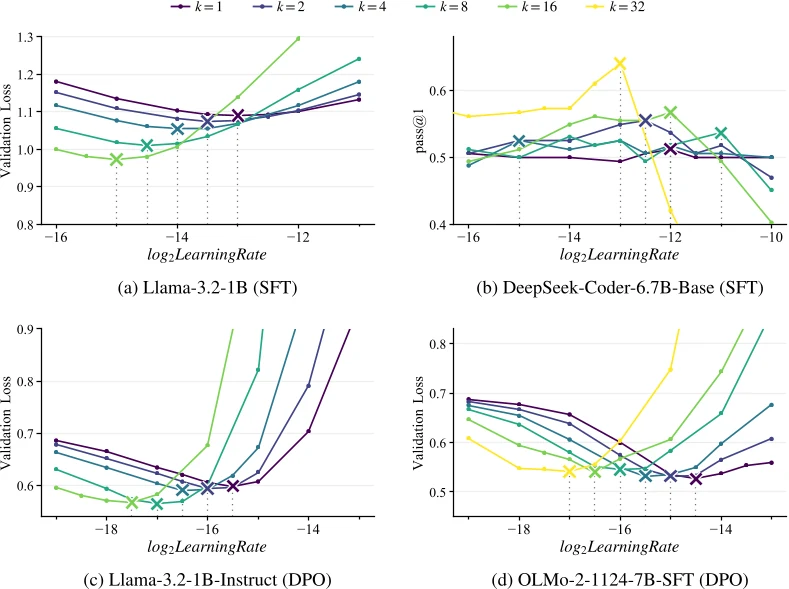 k = 1 k = 2 k = 4 k = 8 k = 16 k = 32
Validation Loss
1.3
1.2
1.1
1.0
0.9
0.8
−16 −14 −12
log2LearningRate
(a) Llama-3.2-1B (SFT)
pass@1
0.6
0.5
0.4
−16 −14 −12 −10
log2LearningRate
(b) DeepSeek-Coder-6.7B-Base (SFT)
Validation Loss
0.9
0.8
0.7
0.6
−18 −16 −14
log2LearningRate
(c) Llama-3.2-1B-Instruct (DPO)
Validation Loss
0.8
0.7
0.6
0.5
−18 −16 −14
log2LearningRate
(d) OLMo-2-1124-7B-SFT (DPO)